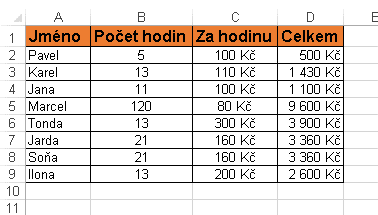 A B C D E
1 Jméno Počet hodin Za hodinu Celkem
2 Pavel 5 100 Kč 500 Kč
3 Karel 13 110 Kč 1 430 Kč
4 Jana 11 100 Kč 1 100 Kč
5 Marcel 120 80 Kč 9 600 Kč
6 Tonda 13 300 Kč 3 900 Kč
7 Jarda 21 160 Kč 3 360 Kč
8 Soňa 21 160 Kč 3 360 Kč
9 Ilona 13 200 Kč 2 600 Kč
10
11